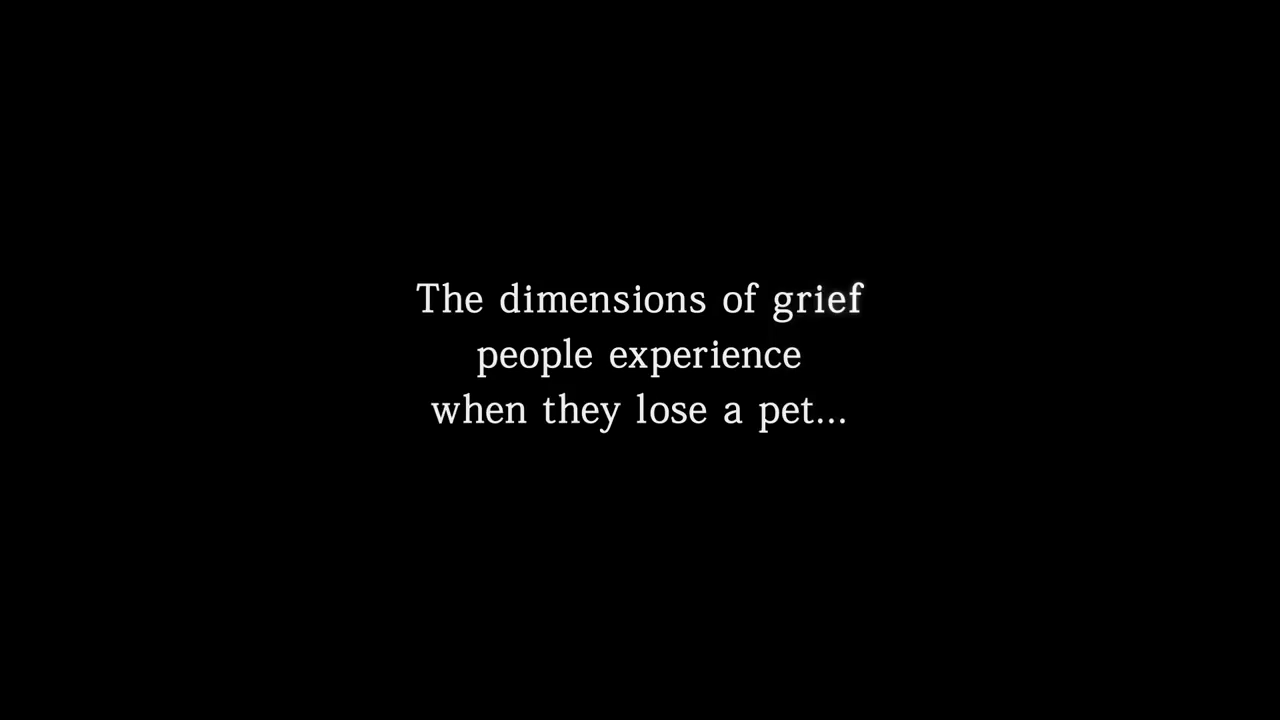 The dimensions of grief
people experience
when they lose a pet...